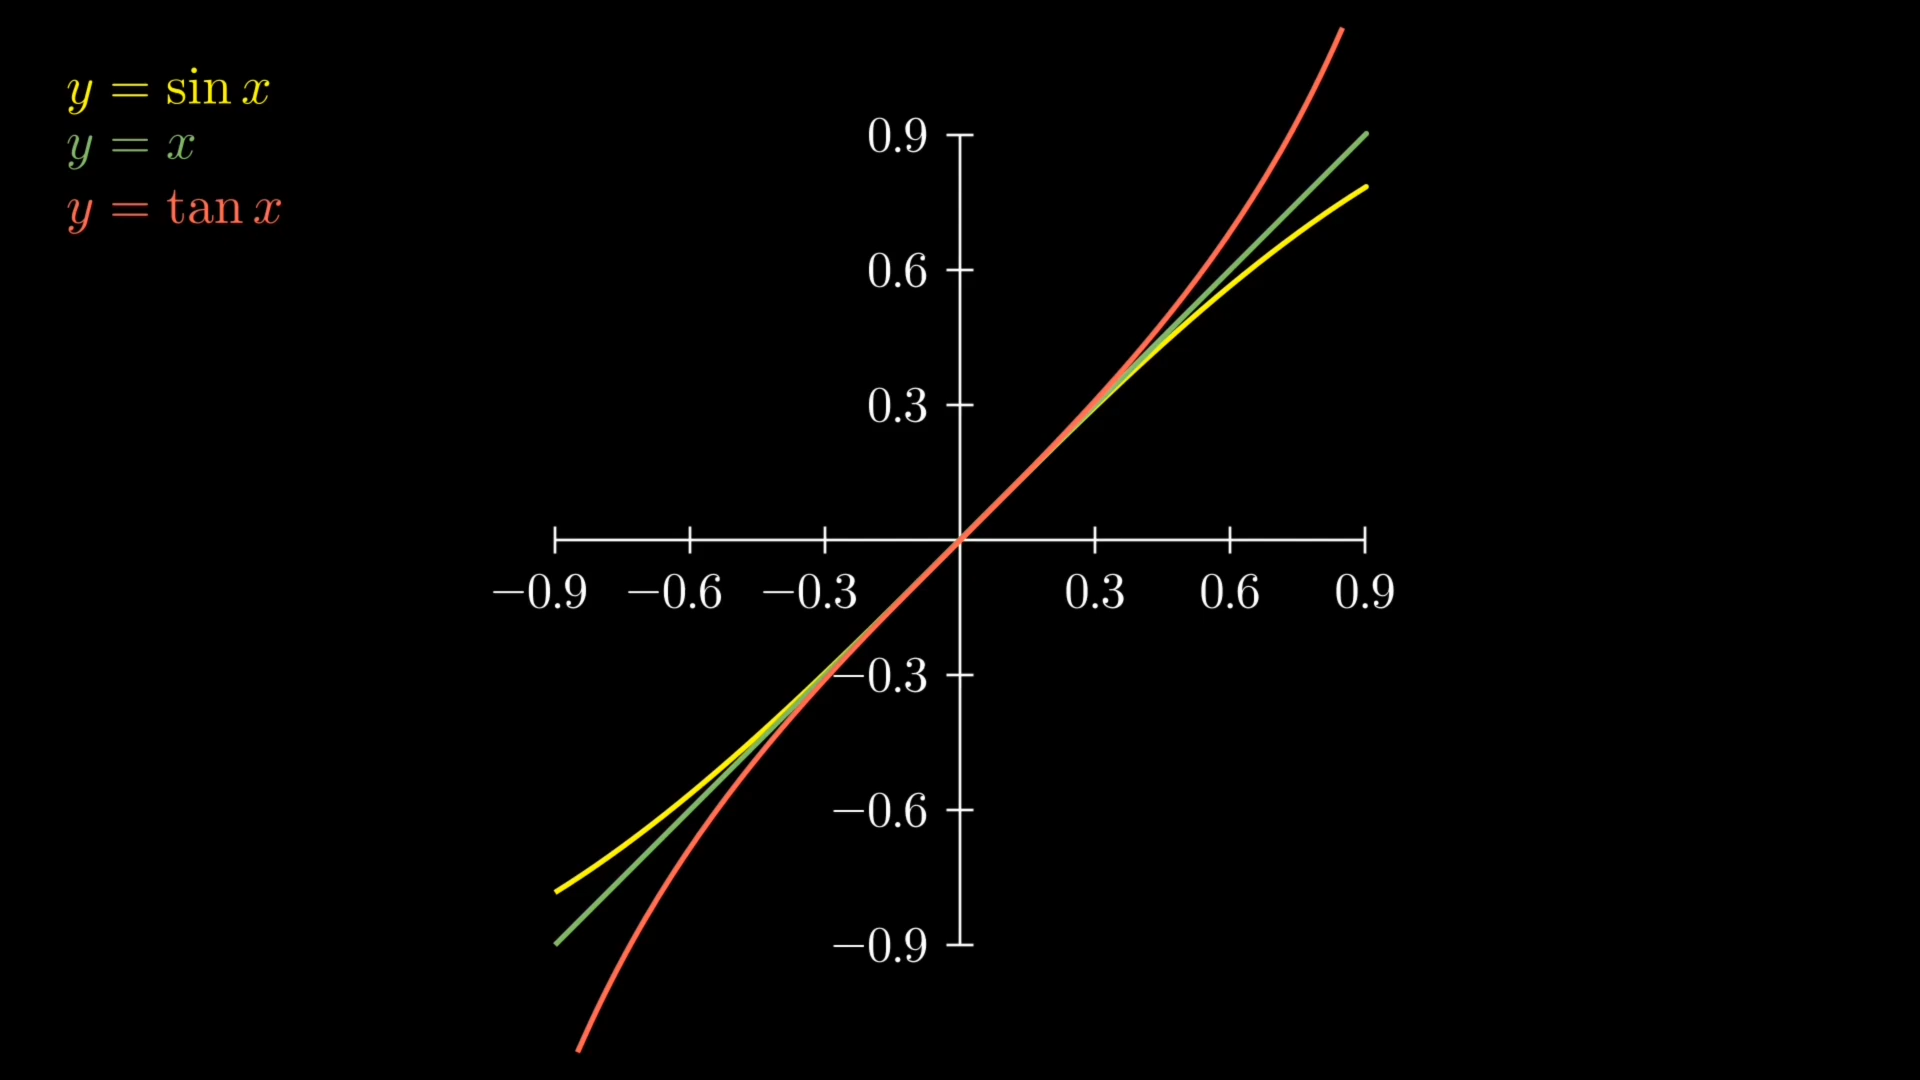 y = sin x
y = x
y = tan x
0.9
0.6
0.3
−0.9 −0.6 −0.3 0.3 0.6 0.9
−0.3
−0.6
−0.9